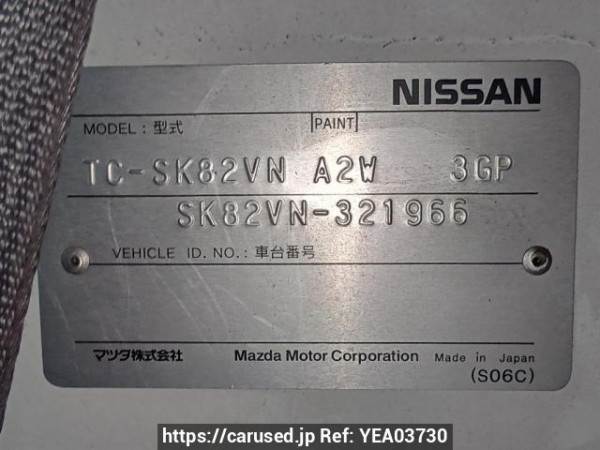 NISSAN
MODEL : 型式 PAINT
TC-SK82VN A2W 3GP
SK82VN-321966
VEHICLE ID. NO. : 車台番号
マツダ株式会社 Mazda Motor Corporation Made in Japan
(S06C)
https://carused.jp Ref: YEA03730